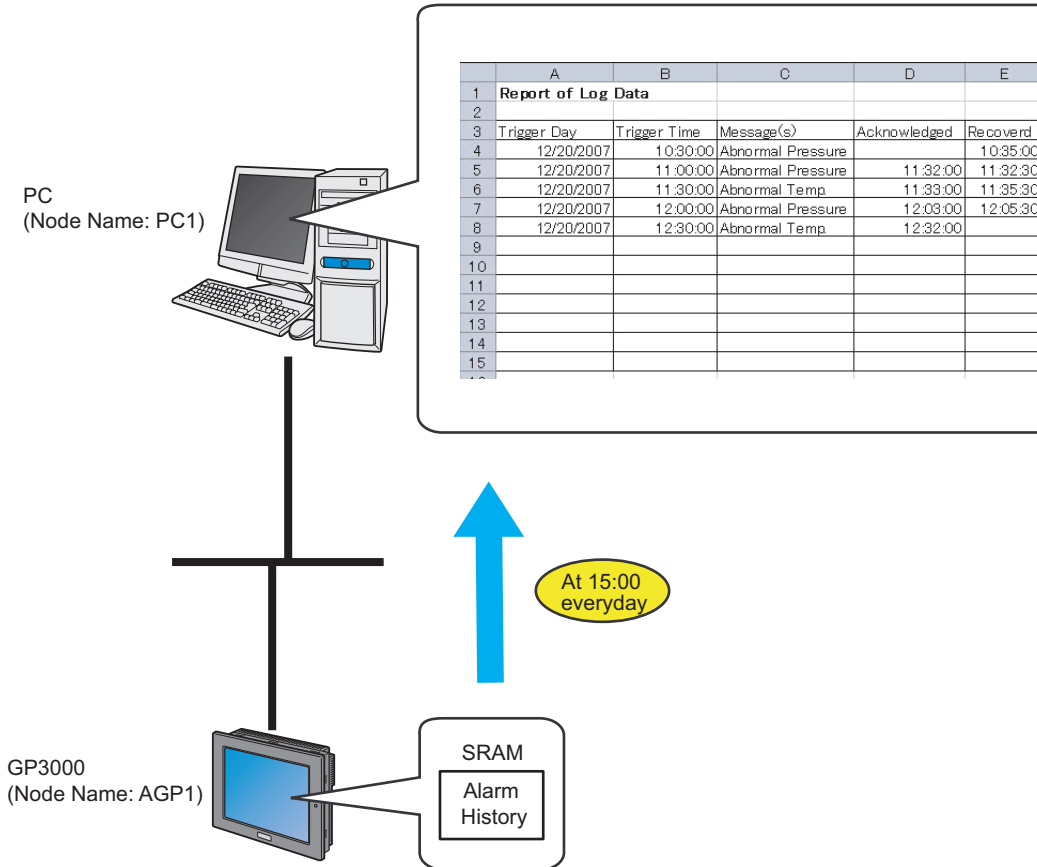 A B C D E
1 Report of Log Data
2
3 Trigger Day Trigger Time Message(s) Acknowledged Recoverd
4 12/20/2007 10:30:00 Abnormal Pressure 10:35:00
5 12/20/2007 11:00:00 Abnormal Pressure 11:32:00 11:32:30
6 12/20/2007 11:30:00 Abnormal Temp. 11:33:00 11:35:30
7 12/20/2007 12:00:00 Abnormal Pressure 12:03:00 12:05:30
8 12/20/2007 12:30:00 Abnormal Temp. 12:32:00
9
10
11
12
13
14
15
PC
(Node Name: PC1)
At 15:00
everyday
GP3000
(Node Name: AGP1)
SRAM
Alarm
History